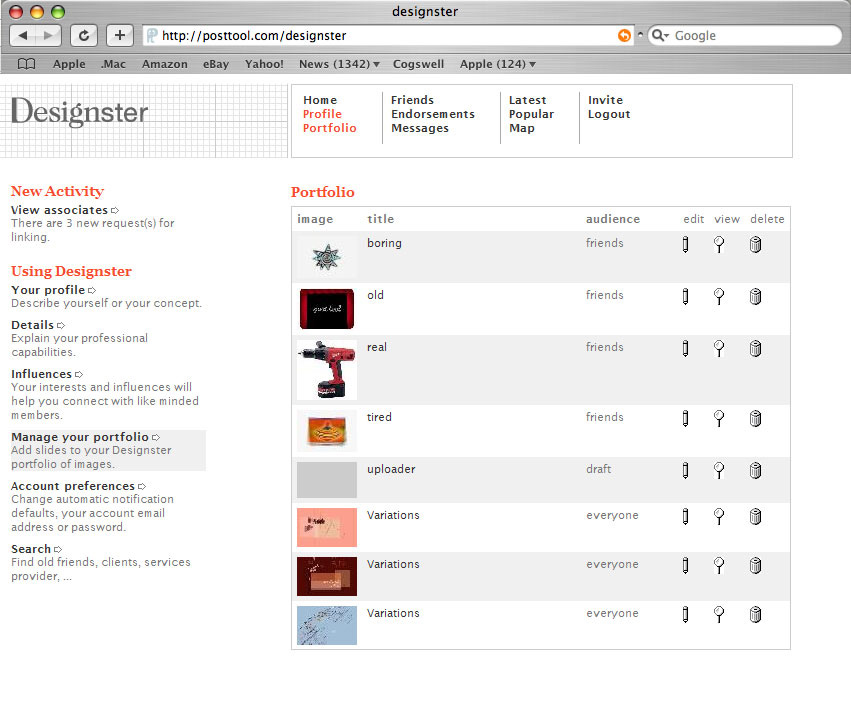 designster
http://posttool.com/designster
Google
Apple .Mac Amazon eBay Yahoo! News (1342) Cogswell Apple (124)
Designster
Home Friends Latest Invite
Profile Endorsements Popular Logout
Portfolio Messages Map
New Activity
View associates
There are 3 new request(s) for
linking.
Using Designster
Your profile
Describe yourself or your concept.
Details
Explain your professional
capabilities.
Influences
Your interests and influences will
help you connect with like minded
members.
Manage your portfolio
Add slides to your Designster
portfolio of images.
Account preferences
Change automatic notification
defaults, your account email
address or password.
Search
Find old friends, clients, services
provider, ...
Portfolio
image title audience edit view delete
boring friends
old friends
real friends
tired friends
uploader draft
Variations everyone
Variations everyone
Variations everyone